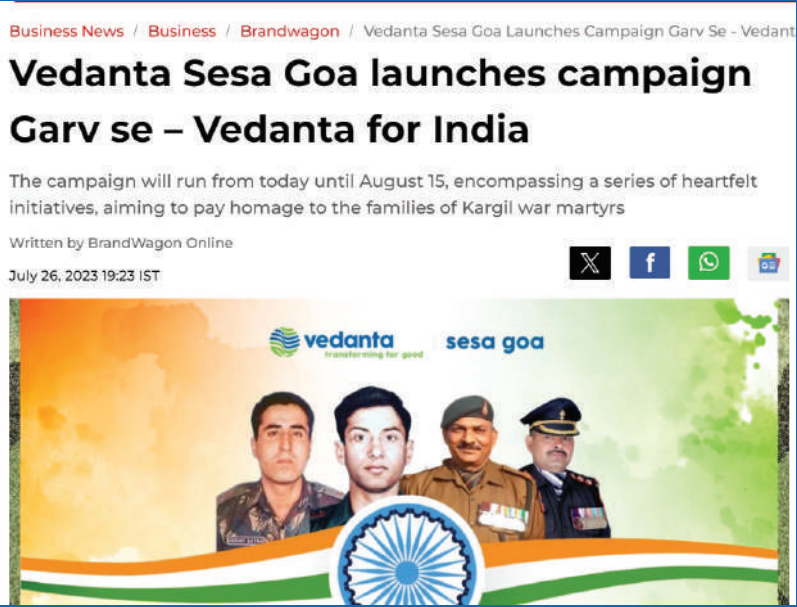 Business News / Business / Brandwagon / Vedanta Sesa Goa Launches Campaign Garv Se - Vedant
Vedanta Sesa Goa launches campaign
Garv se – Vedanta for India
The campaign will run from today until August 15, encompassing a series of heartfelt
initiatives, aiming to pay homage to the families of Kargil war martyrs
Written by BrandWagon Online
July 26, 2023 19:23 IST
vedanta
transforming for good
sesa goa